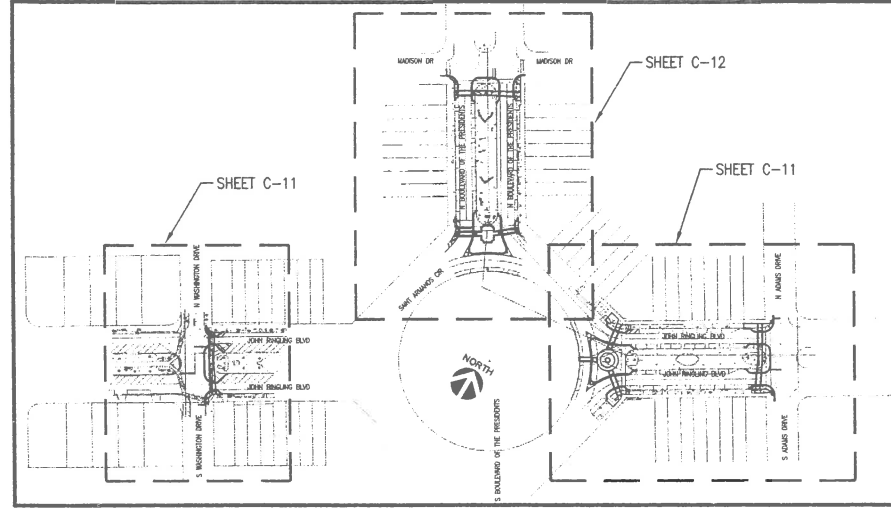 MADISON DR
MADISON DR
SHEET C-12
N BOULEVARD OF THE PRESIDENTS
N BOULEVARD OF THE PRESIDENTS
SHEET C-11
SHEET C-11
N WASHINGTON DRIVE
JOHN RINGLING BLVD
JOHN RINGLING BLVD
S WASHINGTON DRIVE
SAINT ARMANDS DR
NORTH
S BOULEVARD OF THE PRESIDENTS
N ADAMS DRIVE
JOHN RINGLING BLVD
JOHN RINGLING BLVD
S ADAMS DRIVE